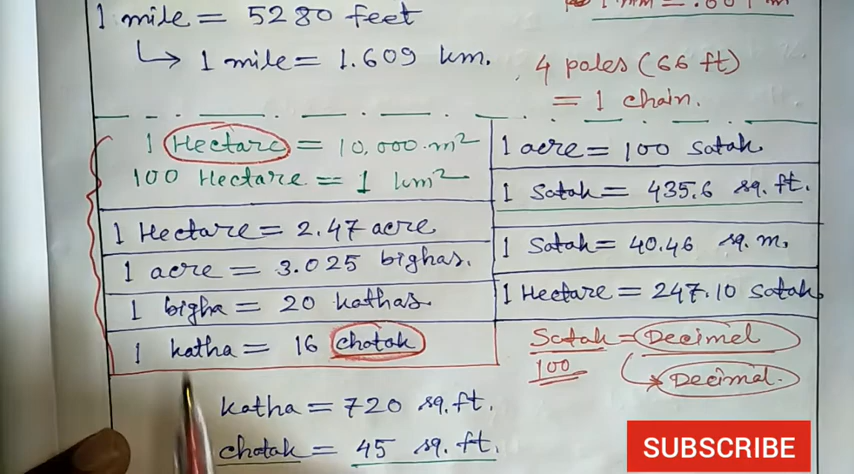 1 mile = 5280 feet
↳ 1 mile = 1.609 km.
4 poles (66 ft)
= 1 chain.
1 Hectare = 10,000 m²
100 Hectare = 1 km²
1 Hectare = 2.47 acre
1 acre = 3.025 bighas.
1 bigha = 20 kathas.
1 katha = 16 chotak
1 acre = 100 Satak
1 Satak = 435.6 sq. ft.
1 Satak = 40.46 sq. m.
1 Hectare = 247.10 Satak
Satak = Decimel
100
Decimal.
katha = 720 sq. ft.
chotak = 45 sq. ft.
SUBSCRIBE